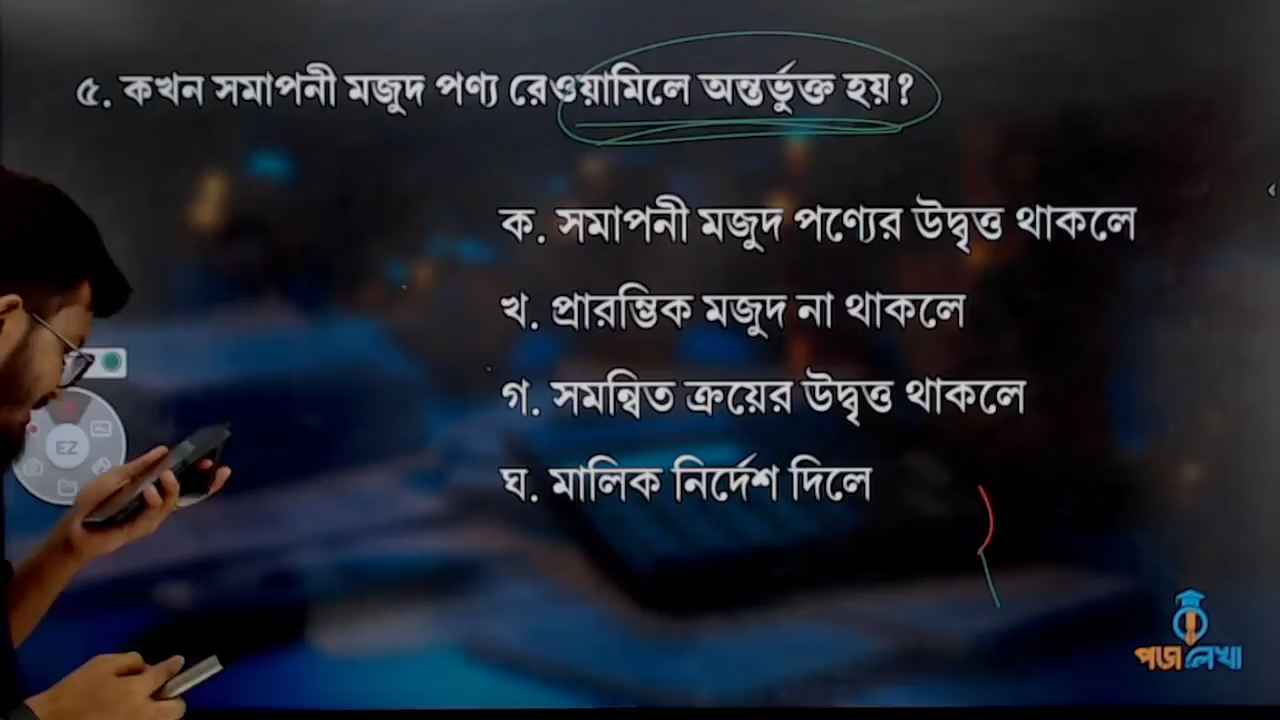 ৫. কখন সমাপনী মজুদ পণ্য রেওয়ামিলে অন্তর্ভুক্ত হয়?
ক. সমাপনী মজুদ পণ্যের উদ্বৃত্ত থাকলে
খ. প্রারম্ভিক মজুদ না থাকলে
গ. সমন্বিত ক্রয়ের উদ্বৃত্ত থাকলে
ঘ. মালিক নির্দেশ দিলে
EZ
পড়ালেখা